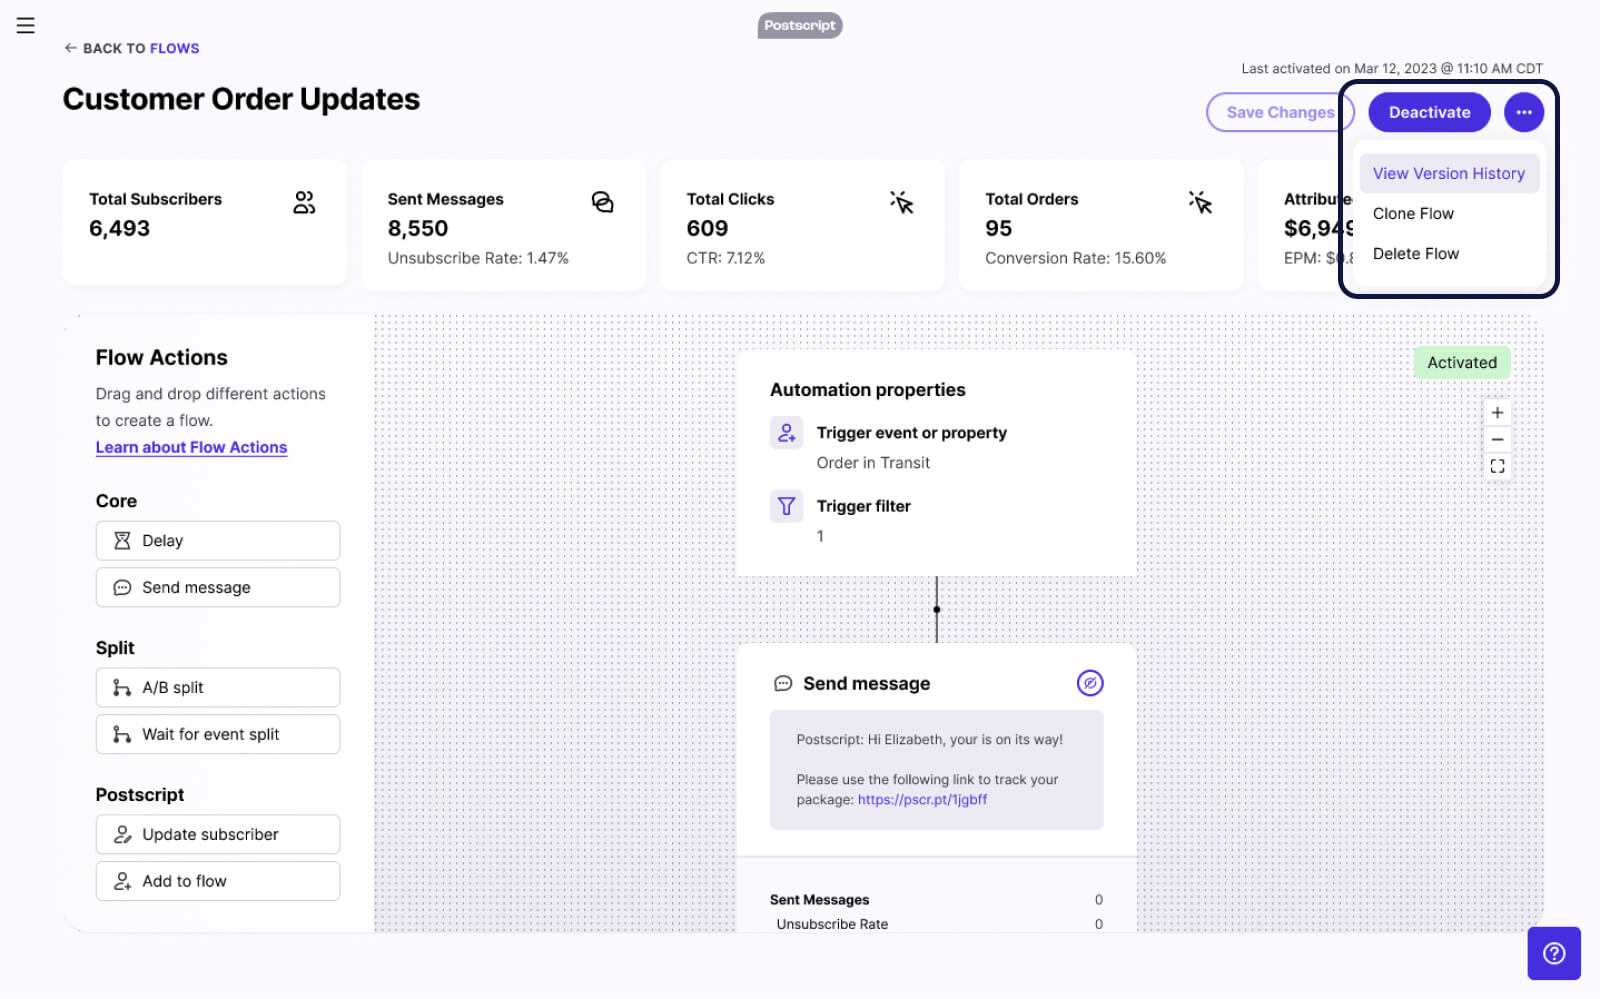 Postscript
BACK TO FLOWS
Last activated on Mar 12, 2023 @ 11:10 AM CDT
Customer Order Updates
Save Changes
Deactivate
View Version History
Clone Flow
Delete Flow
Total Subscribers
6,493
Sent Messages
8,550
Unsubscribe Rate: 1.47%
Total Clicks
609
CTR: 7.12%
Total Orders
95
Conversion Rate: 15.60%
Attribute
$6,949
EPM: $0.8
Flow Actions
Drag and drop different actions
to create a flow.
Learn about Flow Actions
Core
Delay
Send message
Split
A/B split
Wait for event split
Postscript
Update subscriber
Add to flow
Activated
Automation properties
Trigger event or property
Order in Transit
Trigger filter
1
Send message
Postscript: Hi Elizabeth, your is on its way!
Please use the following link to track your
package: https://pscr.pt/1jgbff
Sent Messages 0
Unsubscribe Rate 0